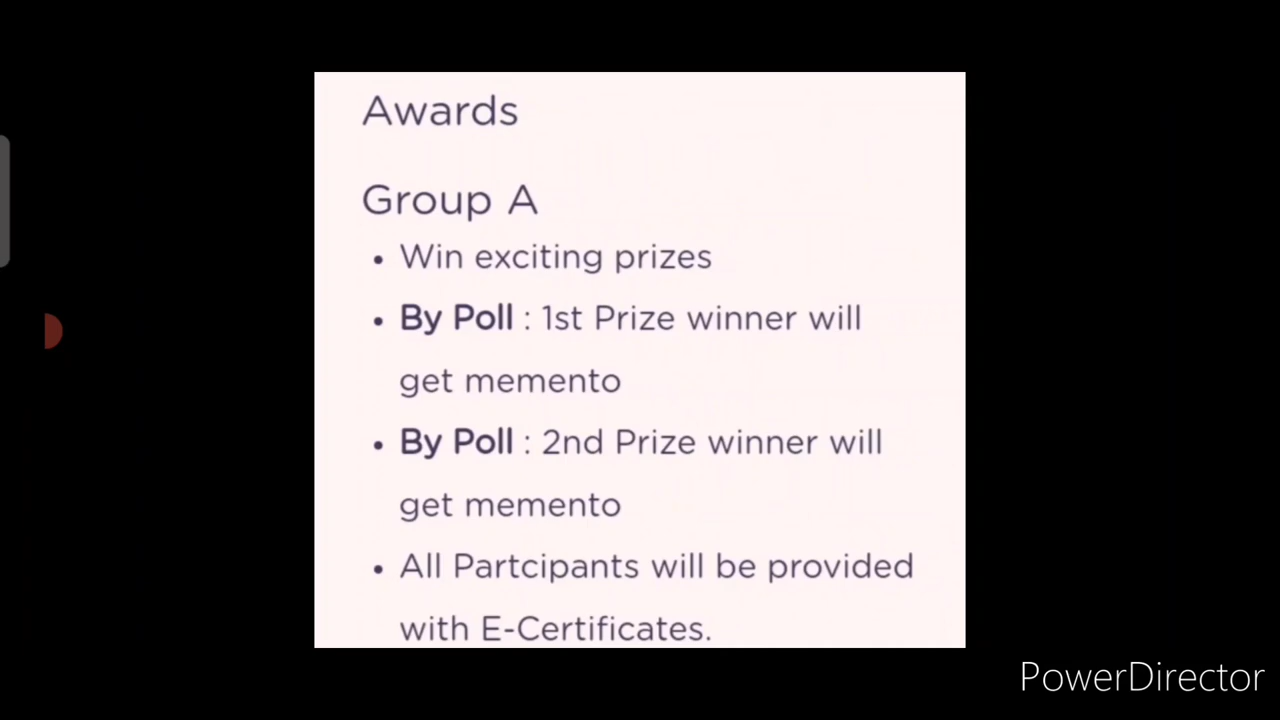 Awards
Group A
• Win exciting prizes
• By Poll : 1st Prize winner will
get memento
• By Poll : 2nd Prize winner will
get memento
• All Partcipants will be provided
with E-Certificates.
PowerDirector